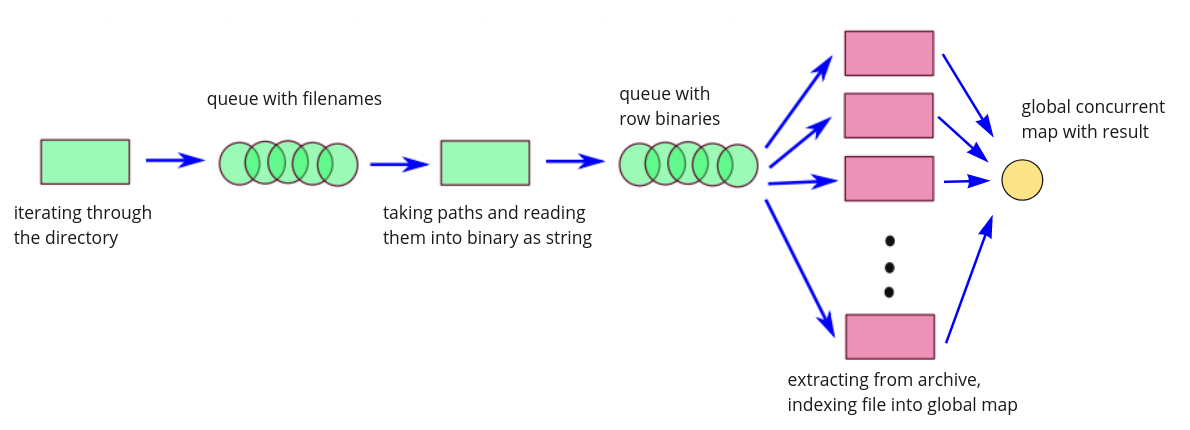 queue with filenames
queue with
row binaries
global concurrent
map with result
iterating through
the directory
taking paths and reading
them into binary as string
extracting from archive,
indexing file into global map